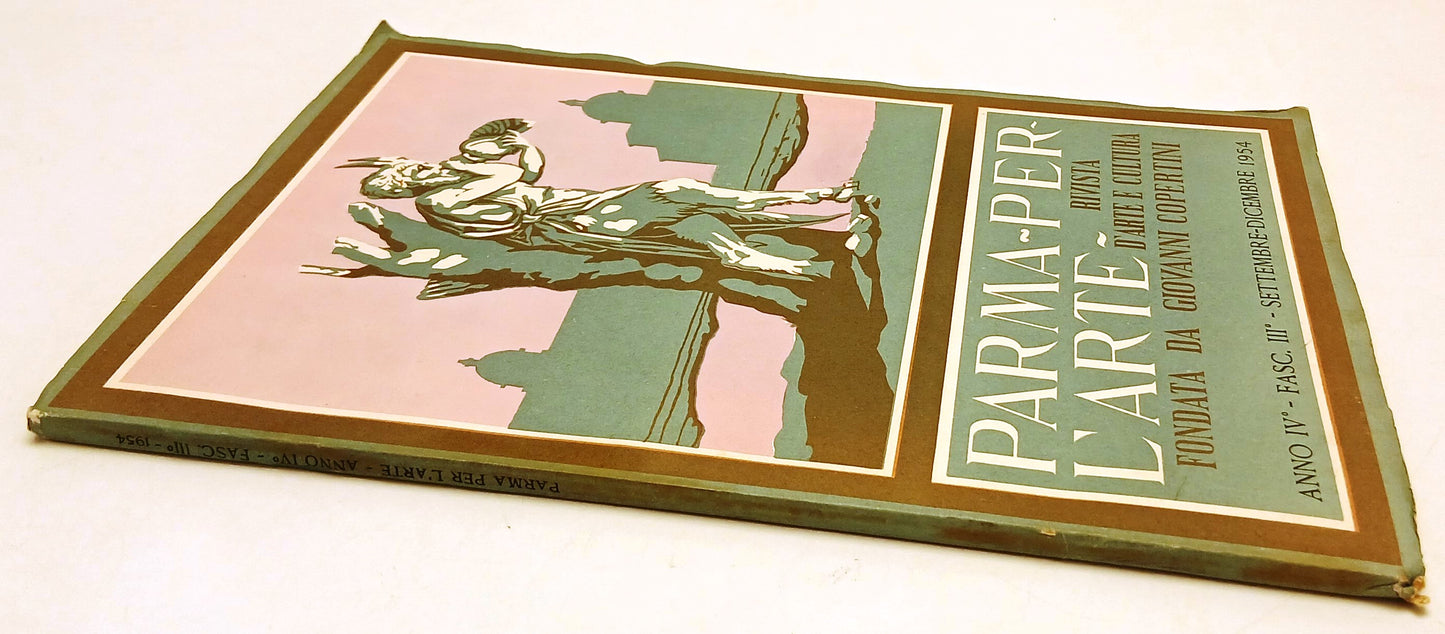 PARMA~PER~
L'ARTE~
RIVISTA
D'ARTE E CULTURA
FONDATA DA GIOVANNI COPERTINI
ANNO IV° - FASC. III° - SETTEMBRE-DICEMBRE 1954
PARMA PER L'ARTE - ANNO IV° - FASC. III° - 1954